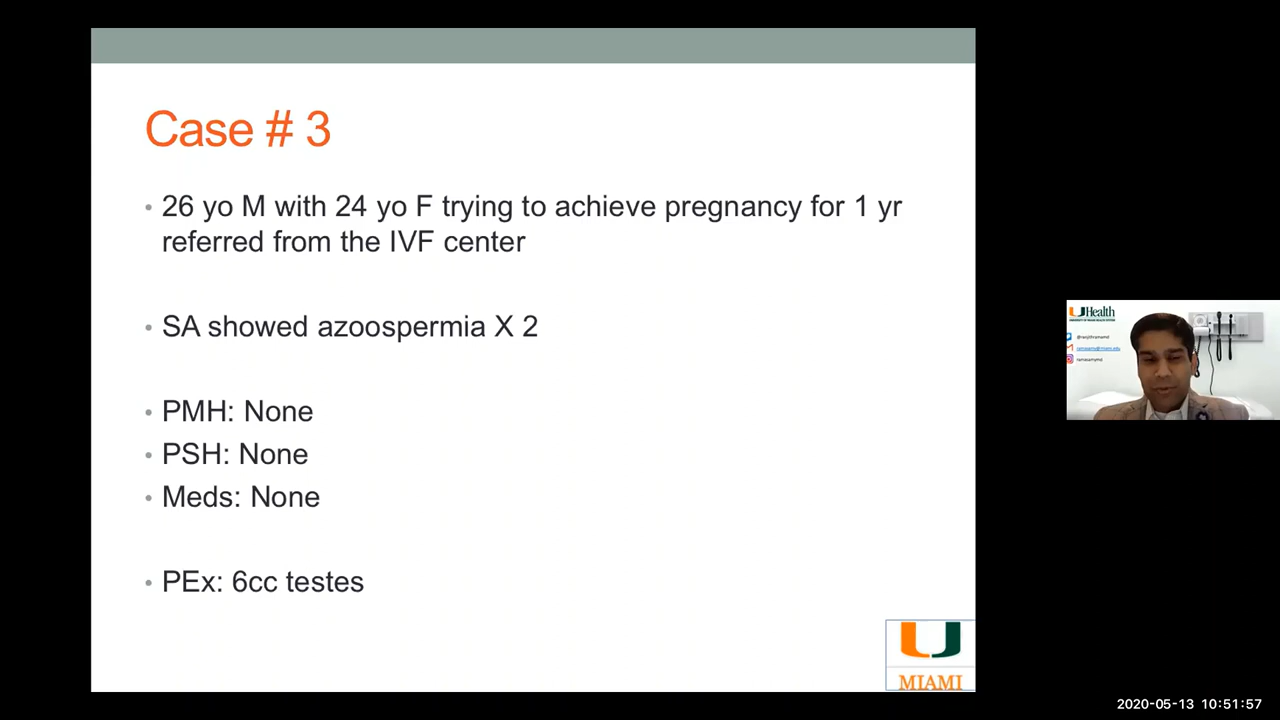 Case # 3
• 26 yo M with 24 yo F trying to achieve pregnancy for 1 yr
referred from the IVF center
• SA showed azoospermia X 2
• PMH: None
• PSH: None
• Meds: None
• PEx: 6cc testes
U
MIAMI
UHealth
2020-05-13 10:51:57